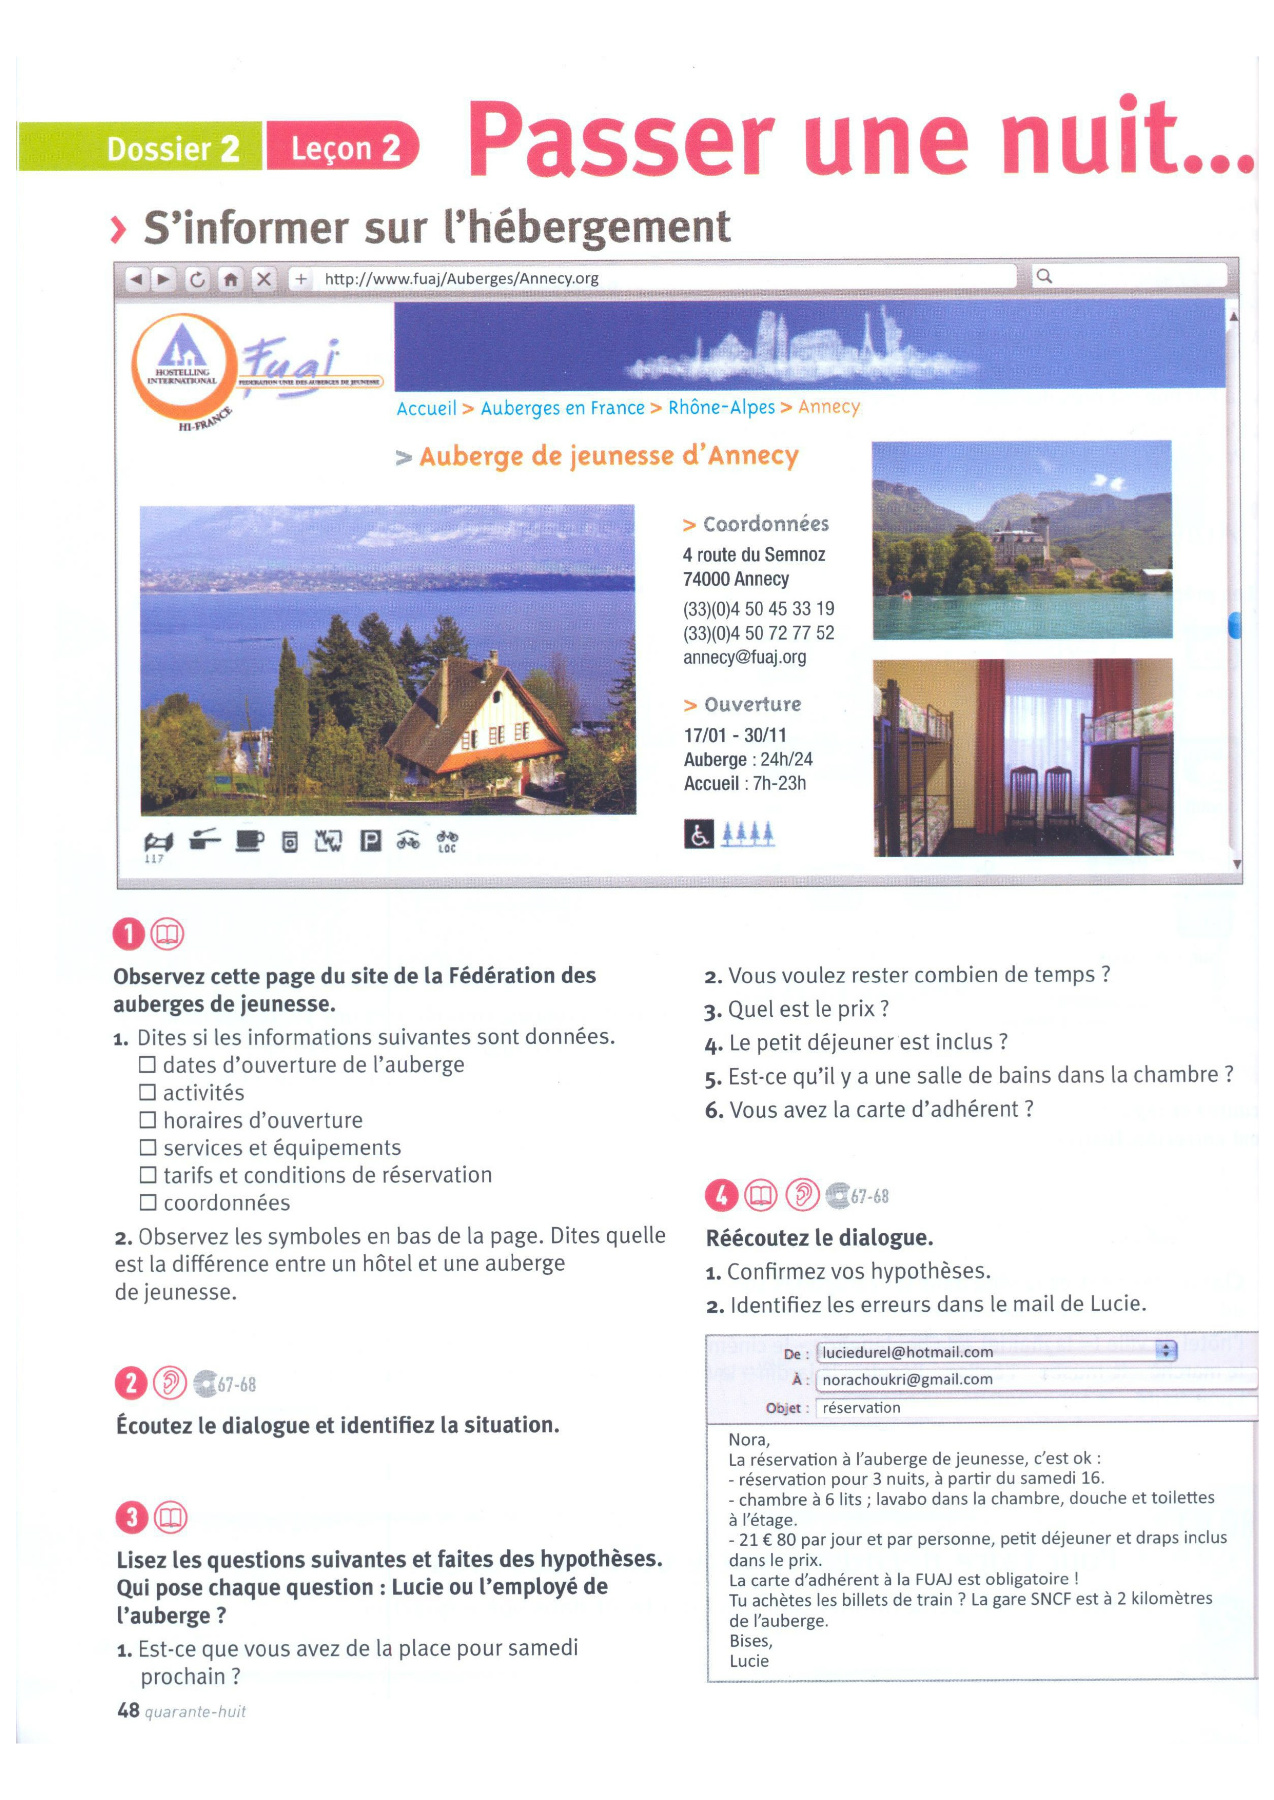 Dossier 2 Leçon 2 Passer une nuit...
› S'informer sur l'hébergement
http://www.fuaj/Auberges/Annecy.org
HOSTELLING
INTERNATIONAL
HI-FRANCE
Fuaj
FEDERATION UNIE DES AUBERGES DE JEUNESSE
Accueil > Auberges en France > Rhône-Alpes > Annecy
> Auberge de jeunesse d'Annecy
> Coordonnées
4 route du Semnoz
74000 Annecy
(33)(0)4 50 45 33 19
(33)(0)4 50 72 77 52
annecy@fuaj.org
> Ouverture
17/01 - 30/11
Auberge : 24h/24
Accueil : 7h-23h
117
P
LOC
1
Observez cette page du site de la Fédération des
auberges de jeunesse.
1. Dites si les informations suivantes sont données.
☐ dates d'ouverture de l'auberge
☐ activités
☐ horaires d'ouverture
☐ services et équipements
☐ tarifs et conditions de réservation
☐ coordonnées
2. Observez les symboles en bas de la page. Dites quelle
est la différence entre un hôtel et une auberge
de jeunesse.
2 67-68
Écoutez le dialogue et identifiez la situation.
3
Lisez les questions suivantes et faites des hypothèses.
Qui pose chaque question : Lucie ou l'employé de
l'auberge ?
1. Est-ce que vous avez de la place pour samedi
prochain ?
2. Vous voulez rester combien de temps ?
3. Quel est le prix ?
4. Le petit déjeuner est inclus ?
5. Est-ce qu'il y a une salle de bains dans la chambre ?
6. Vous avez la carte d'adhérent ?
4 67-68
Réécoutez le dialogue.
1. Confirmez vos hypothèses.
2. Identifiez les erreurs dans le mail de Lucie.
De : luciedurel@hotmail.com
À : norachoukri@gmail.com
Objet : réservation
Nora,
La réservation à l'auberge de jeunesse, c'est ok :
- réservation pour 3 nuits, à partir du samedi 16.
- chambre à 6 lits ; lavabo dans la chambre, douche et toilettes
à l'étage.
- 21 € 80 par jour et par personne, petit déjeuner et draps inclus
dans le prix.
La carte d'adhérent à la FUAJ est obligatoire !
Tu achètes les billets de train ? La gare SNCF est à 2 kilomètres
de l'auberge.
Bises,
Lucie
48 quarante-huit